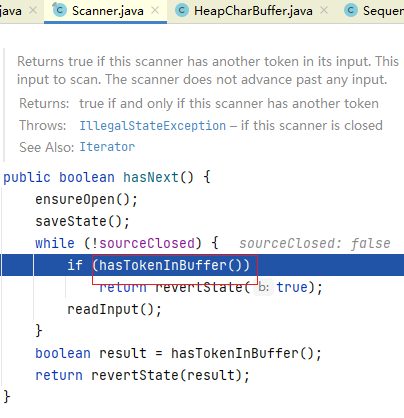 java Scanner.java HeapCharBuffer.java Sequen
Returns true if this scanner has another token in its input. This
input to scan. The scanner does not advance past any input.
Returns: true if and only if this scanner has another token
Throws: IllegalStateException – if this scanner is closed
See Also: Iterator
public boolean hasNext() {
ensureOpen();
saveState();
while (!sourceClosed) { sourceClosed: false
if (hasTokenInBuffer())
return revertState( b: true);
readInput();
}
boolean result = hasTokenInBuffer();
return revertState(result);
}